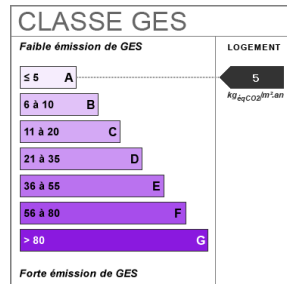 CLASSE GES
Faible émission de GES
LOGEMENT
≤ 5 A
5
kgéqCO2/m².an
6 à 10 B
11 à 20 C
21 à 35 D
36 à 55 E
56 à 80 F
> 80 G
Forte émission de GES